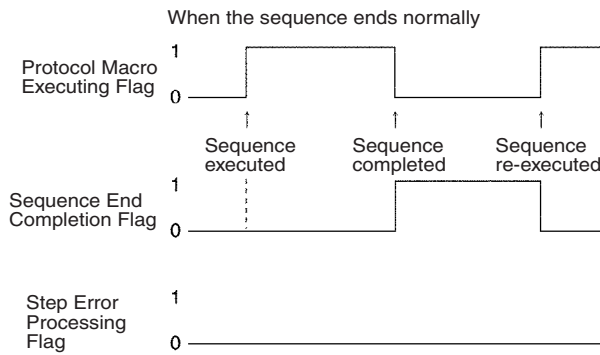 When the sequence ends normally
Protocol Macro
Executing Flag
1
0
Sequence
executed
Sequence
completed
Sequence
re-executed
Sequence End
Completion Flag
1
0
Step Error
Processing
Flag
1
0